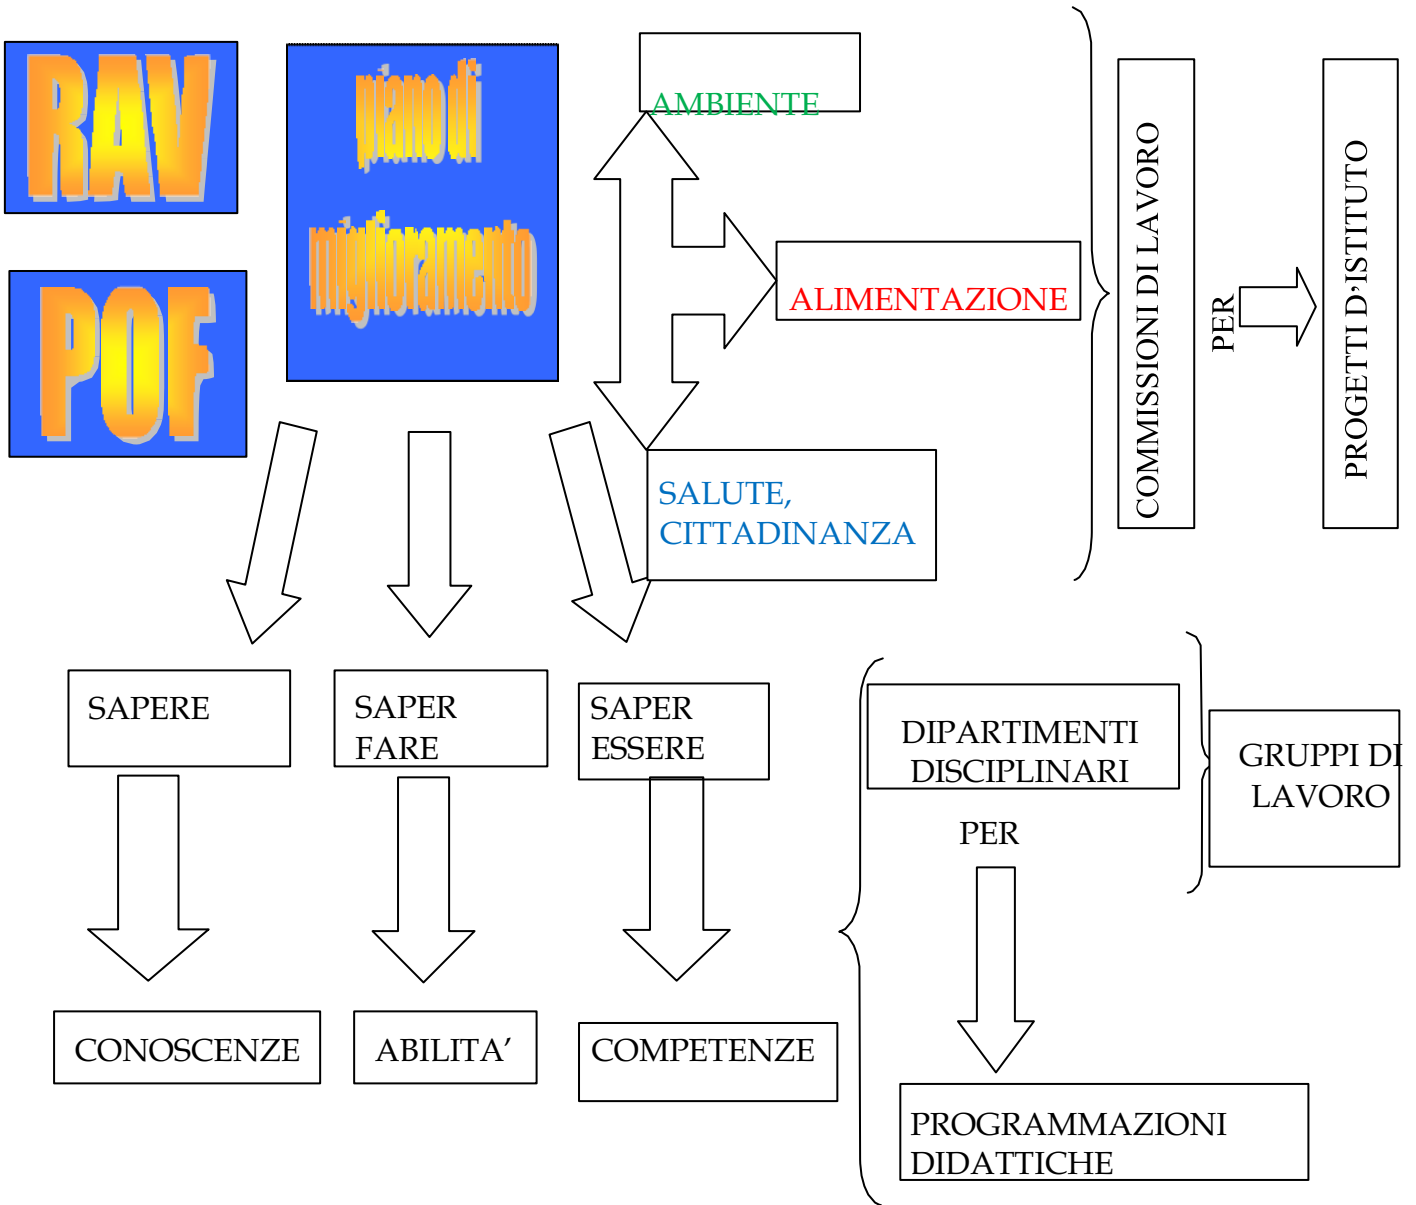 RAV
piano di
miglioramento
POF
AMBIENTE
ALIMENTAZIONE
SALUTE,
CITTADINANZA
COMMISSIONI DI LAVORO
PER
PROGETTI D’ISTITUTO
SAPERE
SAPER
FARE
SAPER
ESSERE
DIPARTIMENTI
DISCIPLINARI
PER
GRUPPI DI
LAVORO
CONOSCENZE
ABILITA’
COMPETENZE
PROGRAMMAZIONI
DIDATTICHE